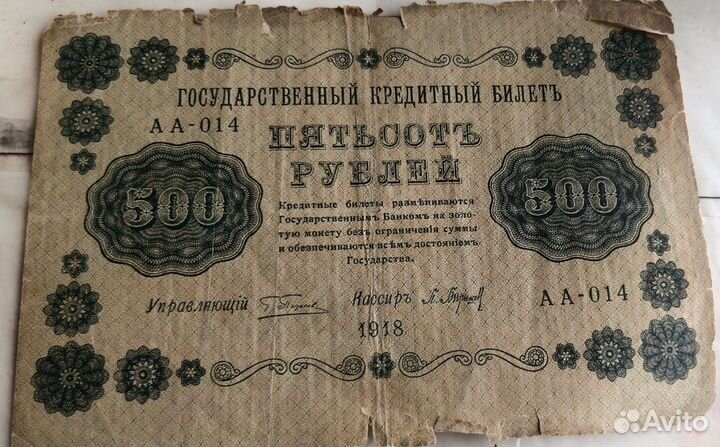 ГОСУДАРСТВЕННЫЙ КРЕДИТНЫЙ БИЛЕТЪ
АА-014
ПЯТЬСОТЪ
РУБЛЕЙ
500
500
Кредитные билеты размѣниваются
Государственнымъ Банкомъ на золо-
тую монету безъ ограниченія суммы
и обезпечиваются всѣмъ достояніемъ
Государства.
Управляющій
Кассиръ
АА-014
1918
Avito